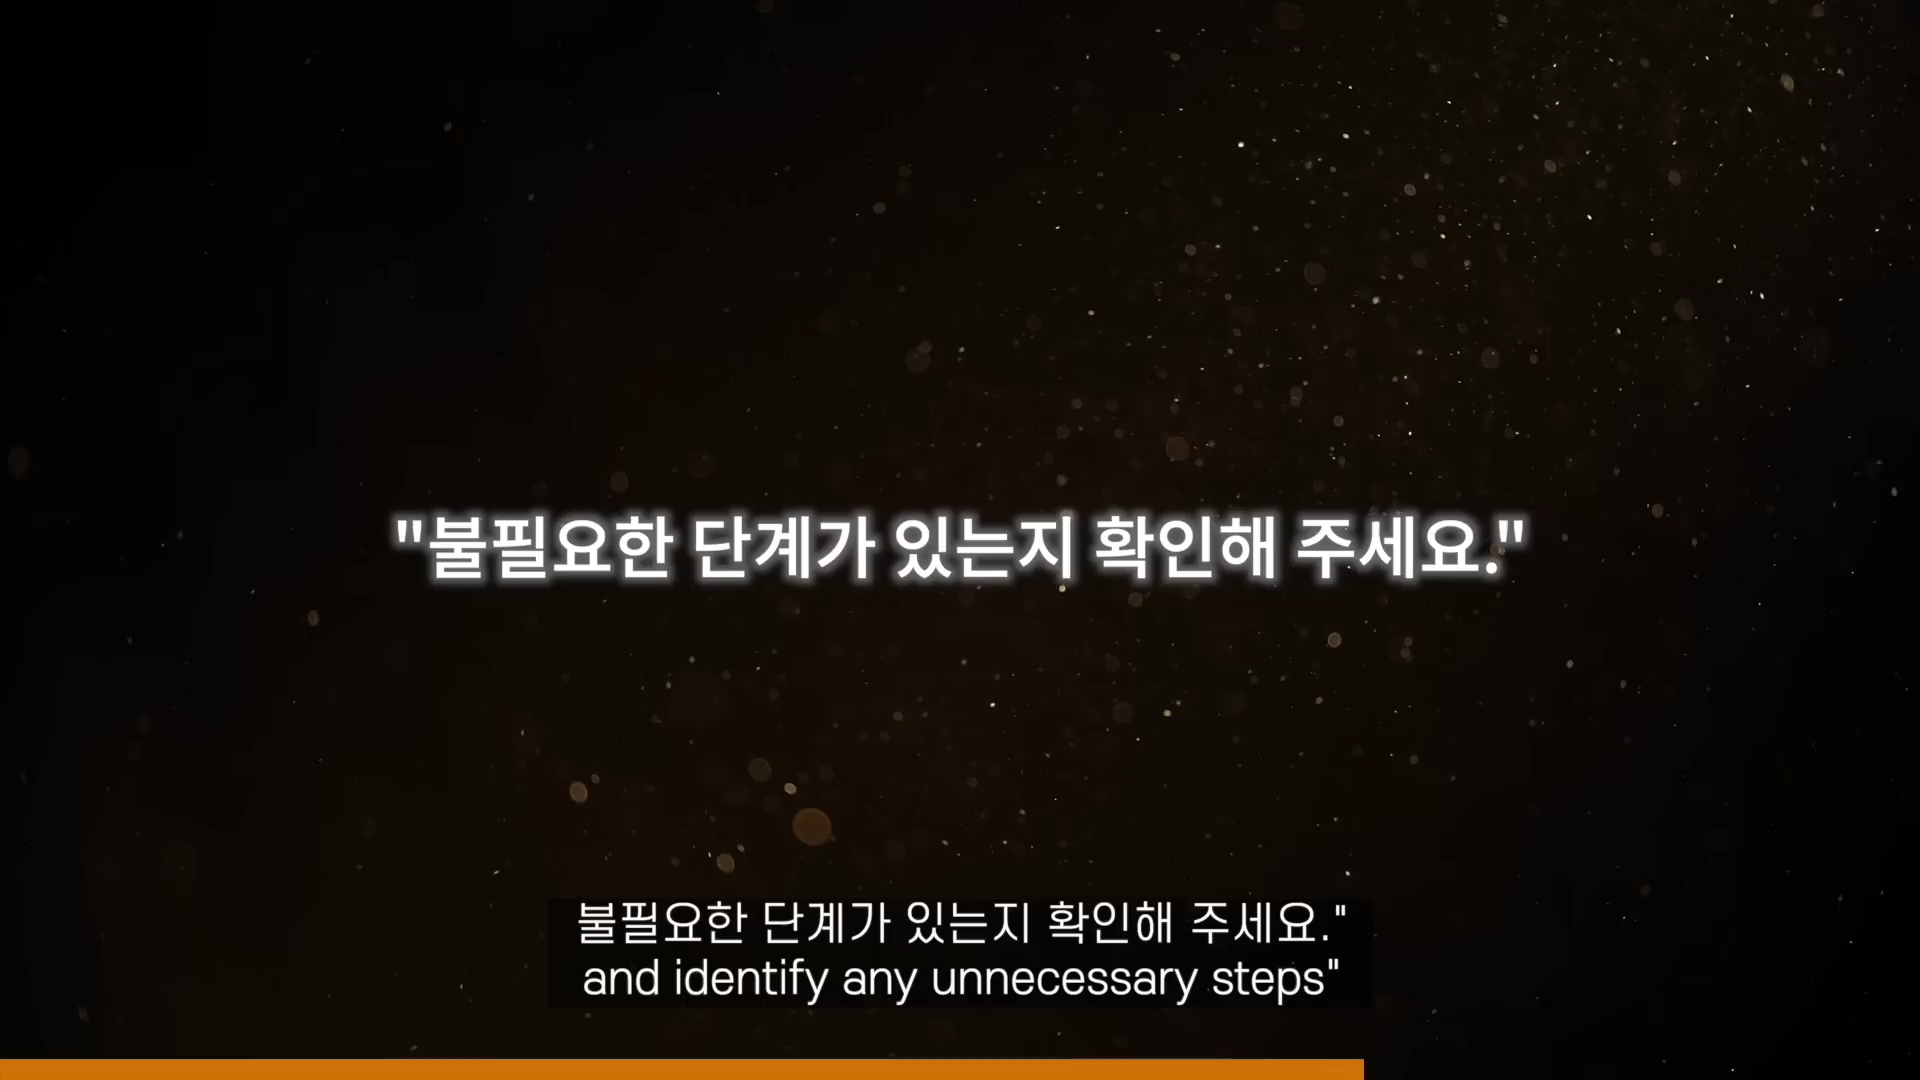 "불필요한 단계가 있는지 확인해 주세요."
불필요한 단계가 있는지 확인해 주세요."
and identify any unnecessary steps"